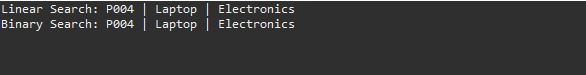 Linear Search: P004 | Laptop | Electronics
Binary Search: P004 | Laptop | Electronics